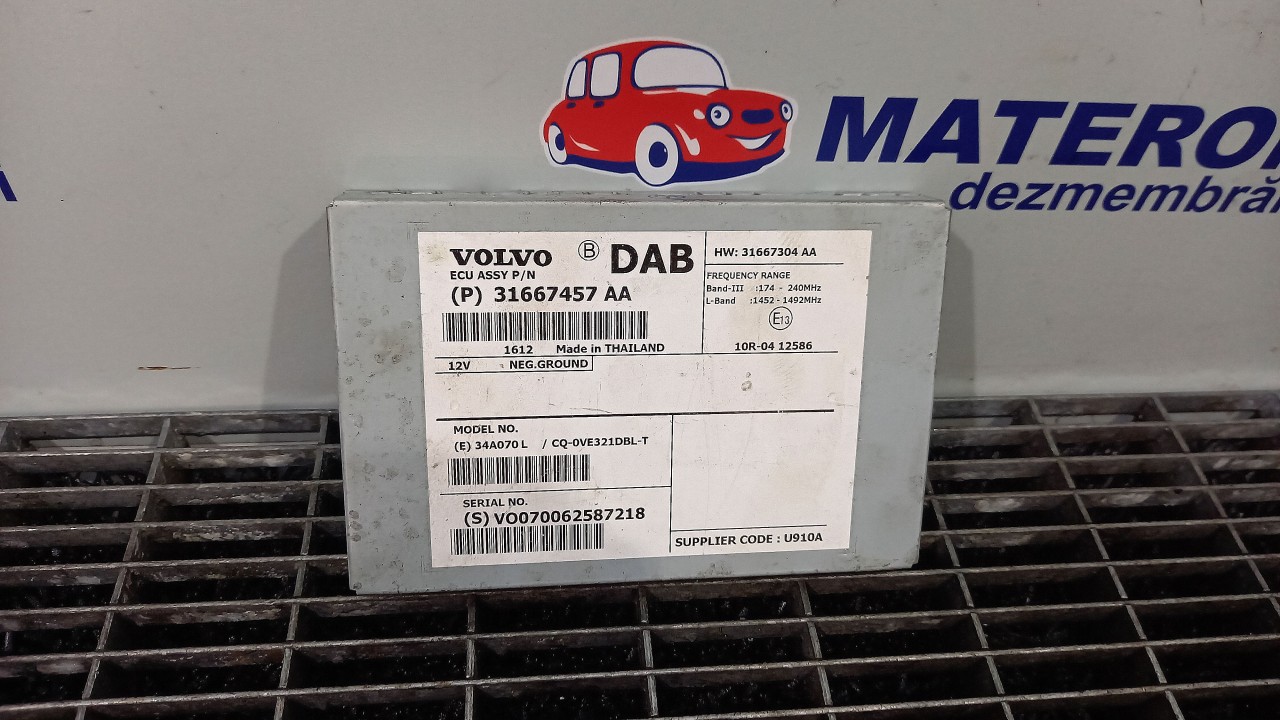 MATERO
dezmembră
VOLVO B DAB
ECU ASSY P/N
(P) 31667457 AA
1612 Made in THAILAND
HW: 31667304 AA
FREQUENCY RANGE
Band-III :174 - 240MHz
L-Band :1452 - 1492MHz
E13
10R-04 12586
12V NEG.GROUND
MODEL NO.
(E) 34A070 L / CQ-0VE321DBL-T
SERIAL NO.
(S) VO070062587218
SUPPLIER CODE : U910A